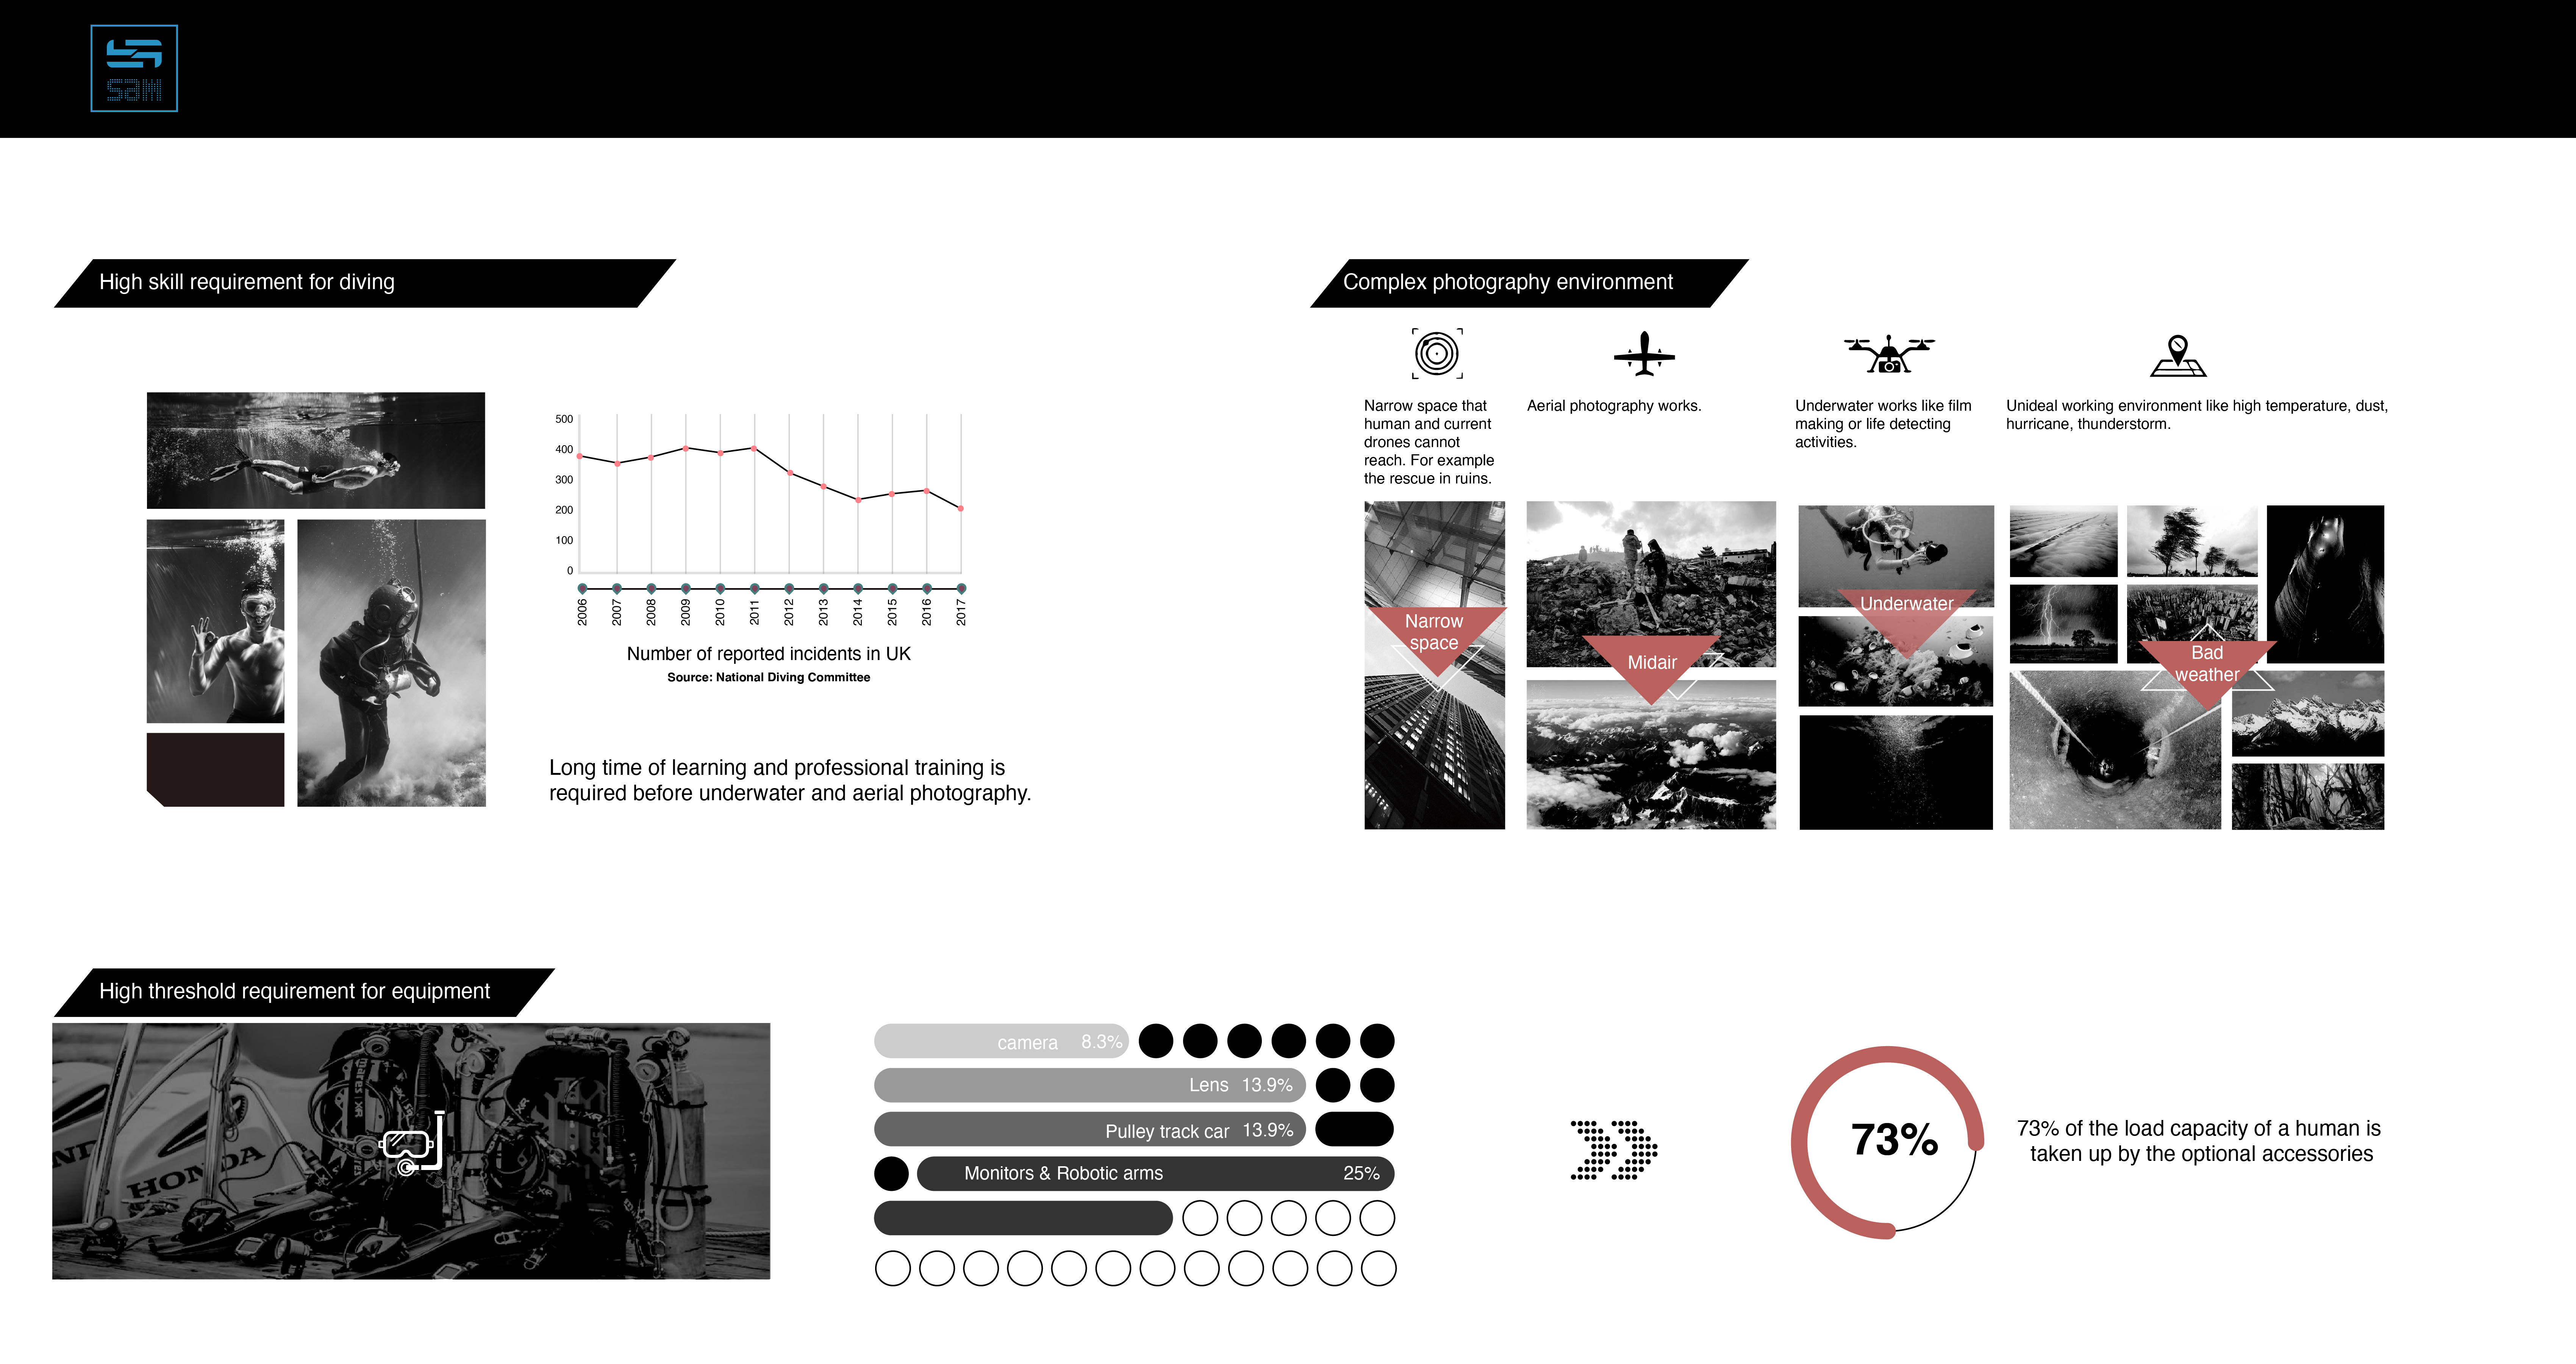 sam
High skill requirement for diving
500
400
300
200
100
0
2006
2007
2008
2009
2010
2011
2012
2013
2014
2015
2016
2017
Number of reported incidents in UK
Source: National Diving Committee
Long time of learning and professional training is
required before underwater and aerial photography.
Complex photography environment
Narrow space that
human and current
drones cannot
reach. For example
the rescue in ruins.
Aerial photography works.
Underwater works like film
making or life detecting
activities.
Unideal working environment like high temperature, dust,
hurricane, thunderstorm.
Narrow
space
Midair
Underwater
Bad
weather
High threshold requirement for equipment
HONDA
mares XR
XR
XR
camera 8.3%
Lens 13.9%
Pulley track car 13.9%
Monitors & Robotic arms 25%
73%
73% of the load capacity of a human is
taken up by the optional accessories